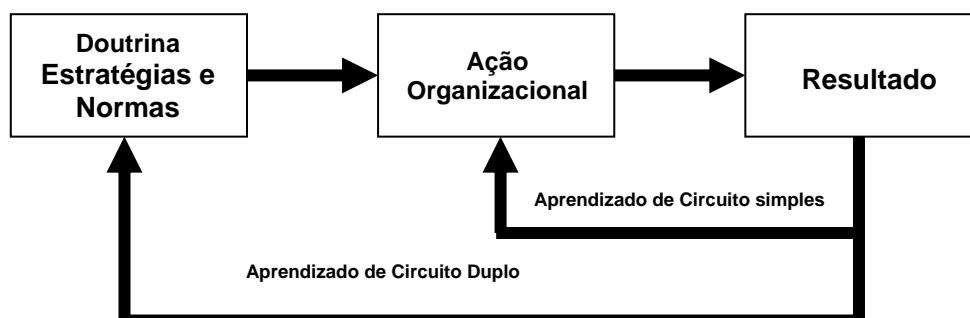 Doutrina
Estratégias e
Normas
Ação
Organizacional
Resultado
Aprendizado de Circuito simples
Aprendizado de Circuito Duplo